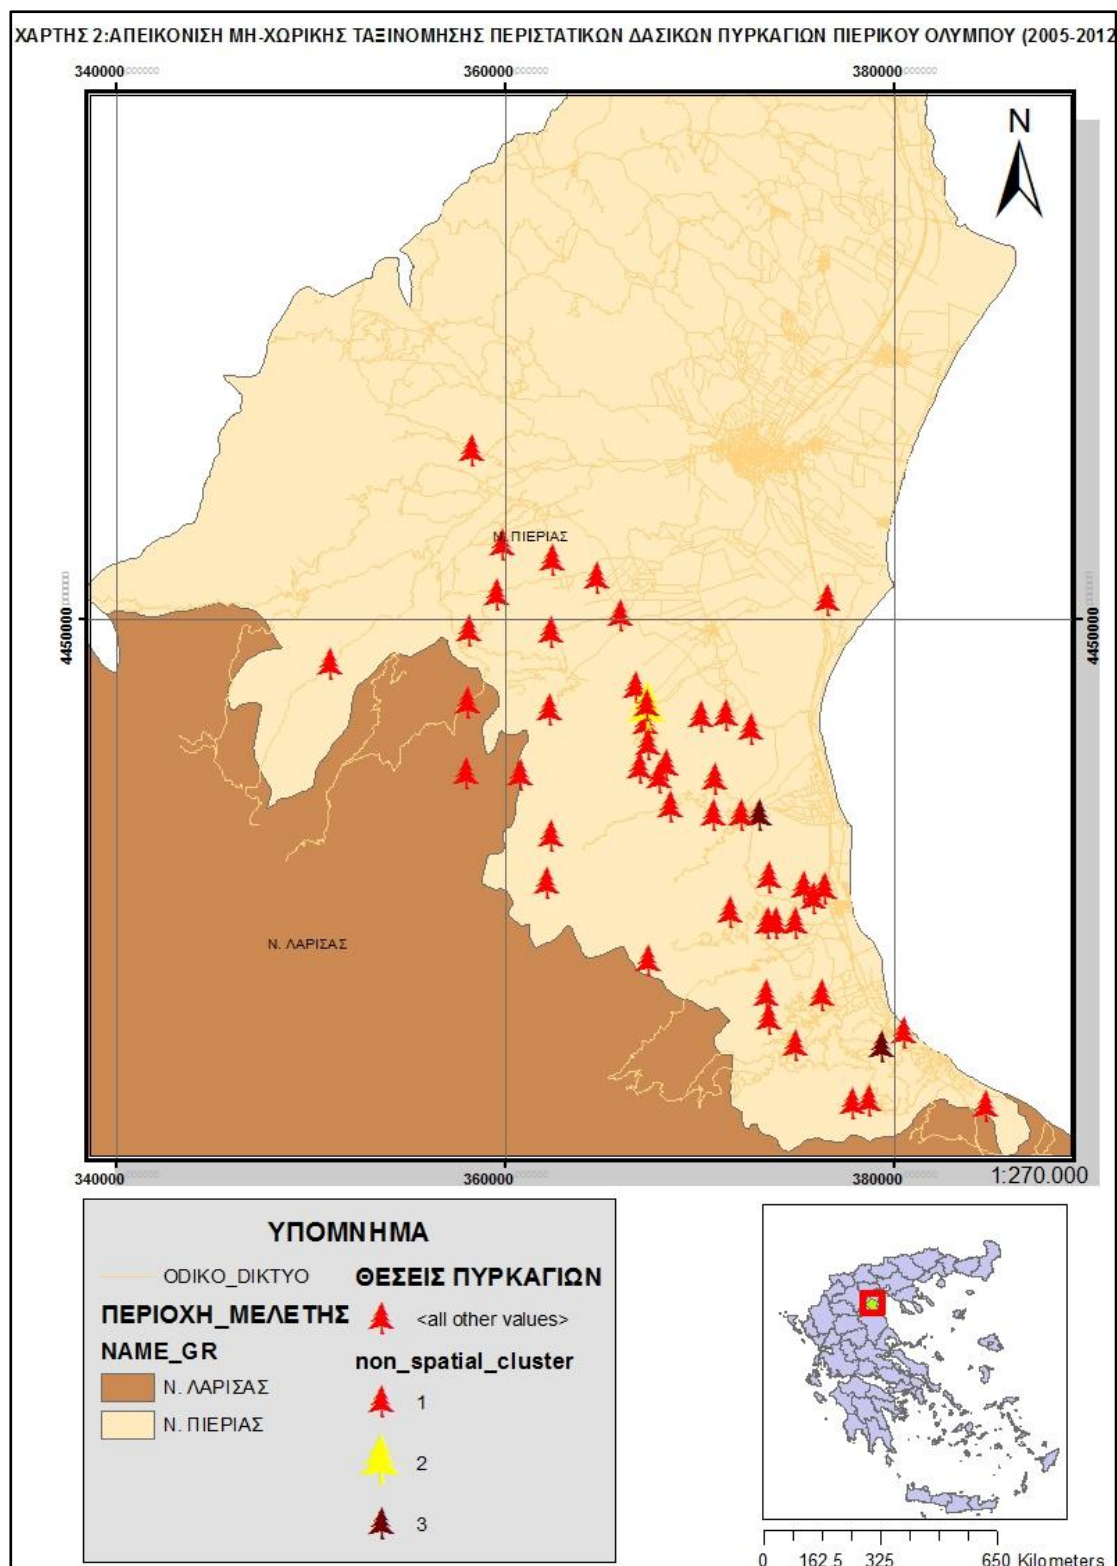 ΧΑΡΤΗΣ 2:ΑΠΕΙΚΟΝΙΣΗ ΜΗ-ΧΩΡΙΚΗΣ ΤΑΞΙΝΟΜΗΣΗΣ ΠΕΡΙΣΤΑΤΙΚΩΝ ΔΑΣΙΚΩΝ ΠΥΡΚΑΓΙΩΝ ΠΙΕΡΙΚΟΥ ΟΛΥΜΠΟΥ (2005-2012
340000 360000 380000
N
Ν. ΠΙΕΡΙΑΣ
4450000 4450000
Ν. ΛΑΡΙΣΑΣ
340000 360000 380000
1:270.000
ΥΠΟΜΝΗΜΑ
ODIKO_DIKTYO
ΠΕΡΙΟΧΗ_ΜΕΛΕΤΗΣ
NAME_GR
Ν. ΛΑΡΙΣΑΣ
Ν. ΠΙΕΡΙΑΣ
ΘΕΣΕΙΣ ΠΥΡΚΑΓΙΩΝ
<all other values>
non_spatial_cluster
1
2
3
0 162.5 325 650 Kilometers